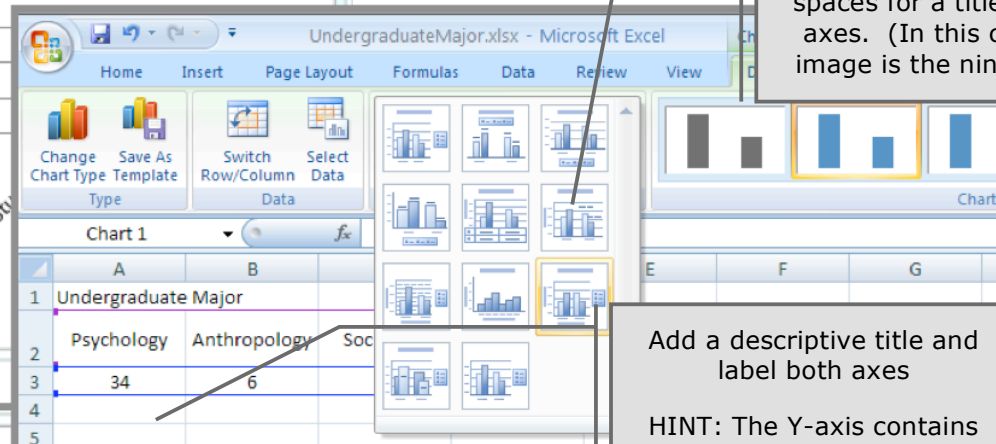 spaces for a title
axes. (In this
image is the nin
UndergraduateMajor.xlsx - Microsoft Excel
Home Insert Page Layout Formulas Data Review View
Change Chart Type
Save As Template
Switch Row/Column
Select Data
Type
Data
Chart
Chart 1
fx
A B E F G
1 Undergraduate Major
2 Psychology Anthropology Soc
3 34 6
4
5
Add a descriptive title and
label both axes
HINT: The Y-axis contains